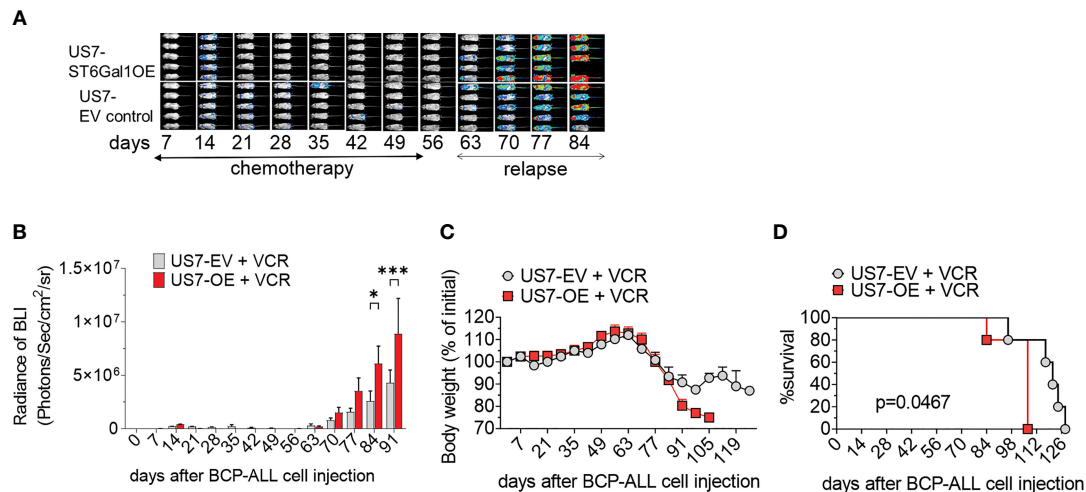 A
US7-
ST6Gal1OE
US7-
EV control
days 7 14 21 28 35 42 49 56 63 70 77 84
chemotherapy relapse
B
US7-EV + VCR
US7-OE + VCR
* ***
Radiance of BLI
(Photons/Sec/cm²/sr)
1.5×10⁷
1×10⁷
5×10⁶
0
0 7 14 21 28 35 42 49 56 63 70 77 84 91
days after BCP-ALL cell injection
C
US7-EV + VCR
US7-OE + VCR
Body weight (% of initial)
120
110
100
90
80
70
7 21 35 49 63 77 91 105 119
days after BCP-ALL cell injection
D
US7-EV + VCR
US7-OE + VCR
%survival
100
80
60
40
20
0
p=0.0467
0 14 28 42 56 70 84 98 112 126
days after BCP-ALL cell injection